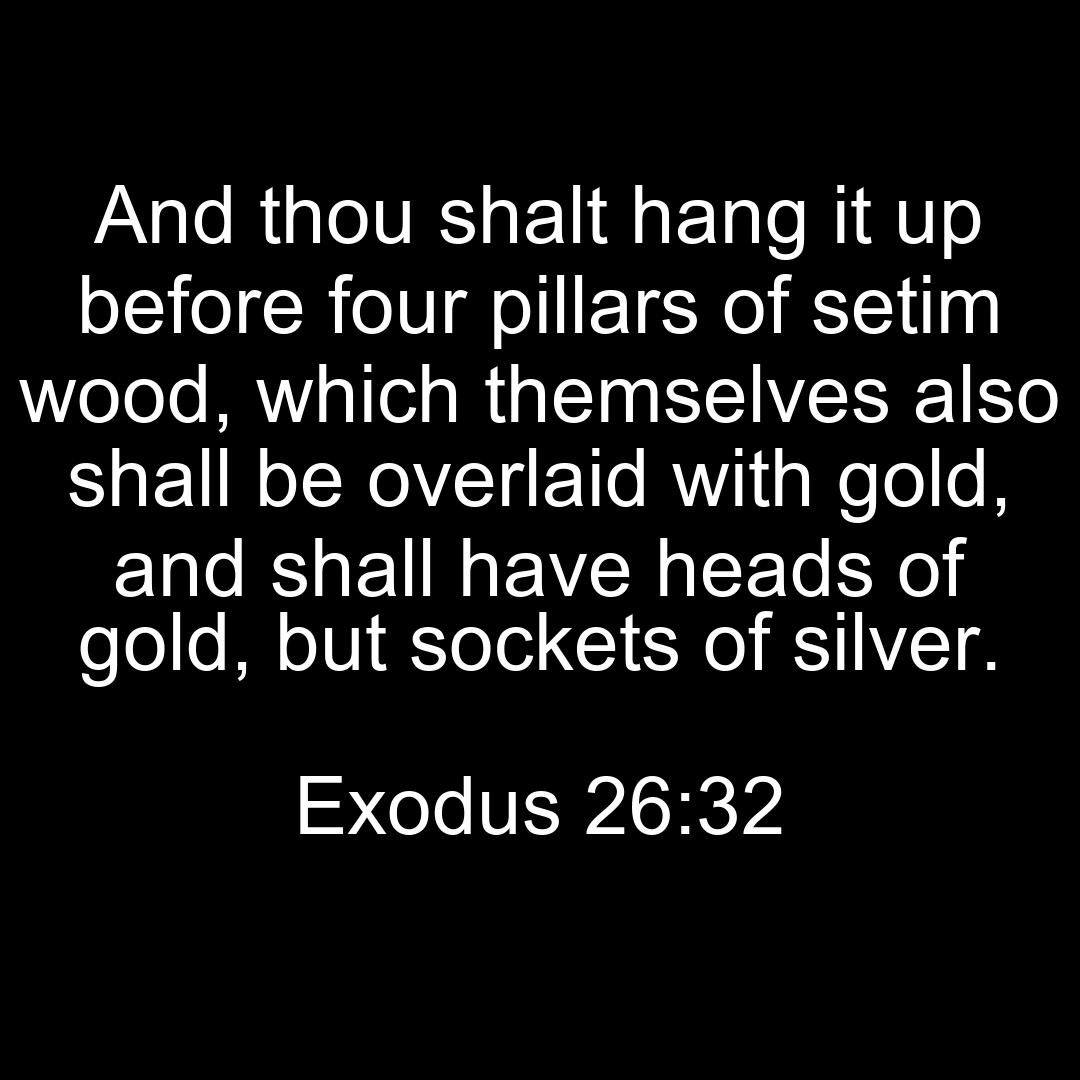 And thou shalt hang it up
before four pillars of setim
wood, which themselves also
shall be overlaid with gold,
and shall have heads of
gold, but sockets of silver.
Exodus 26:32